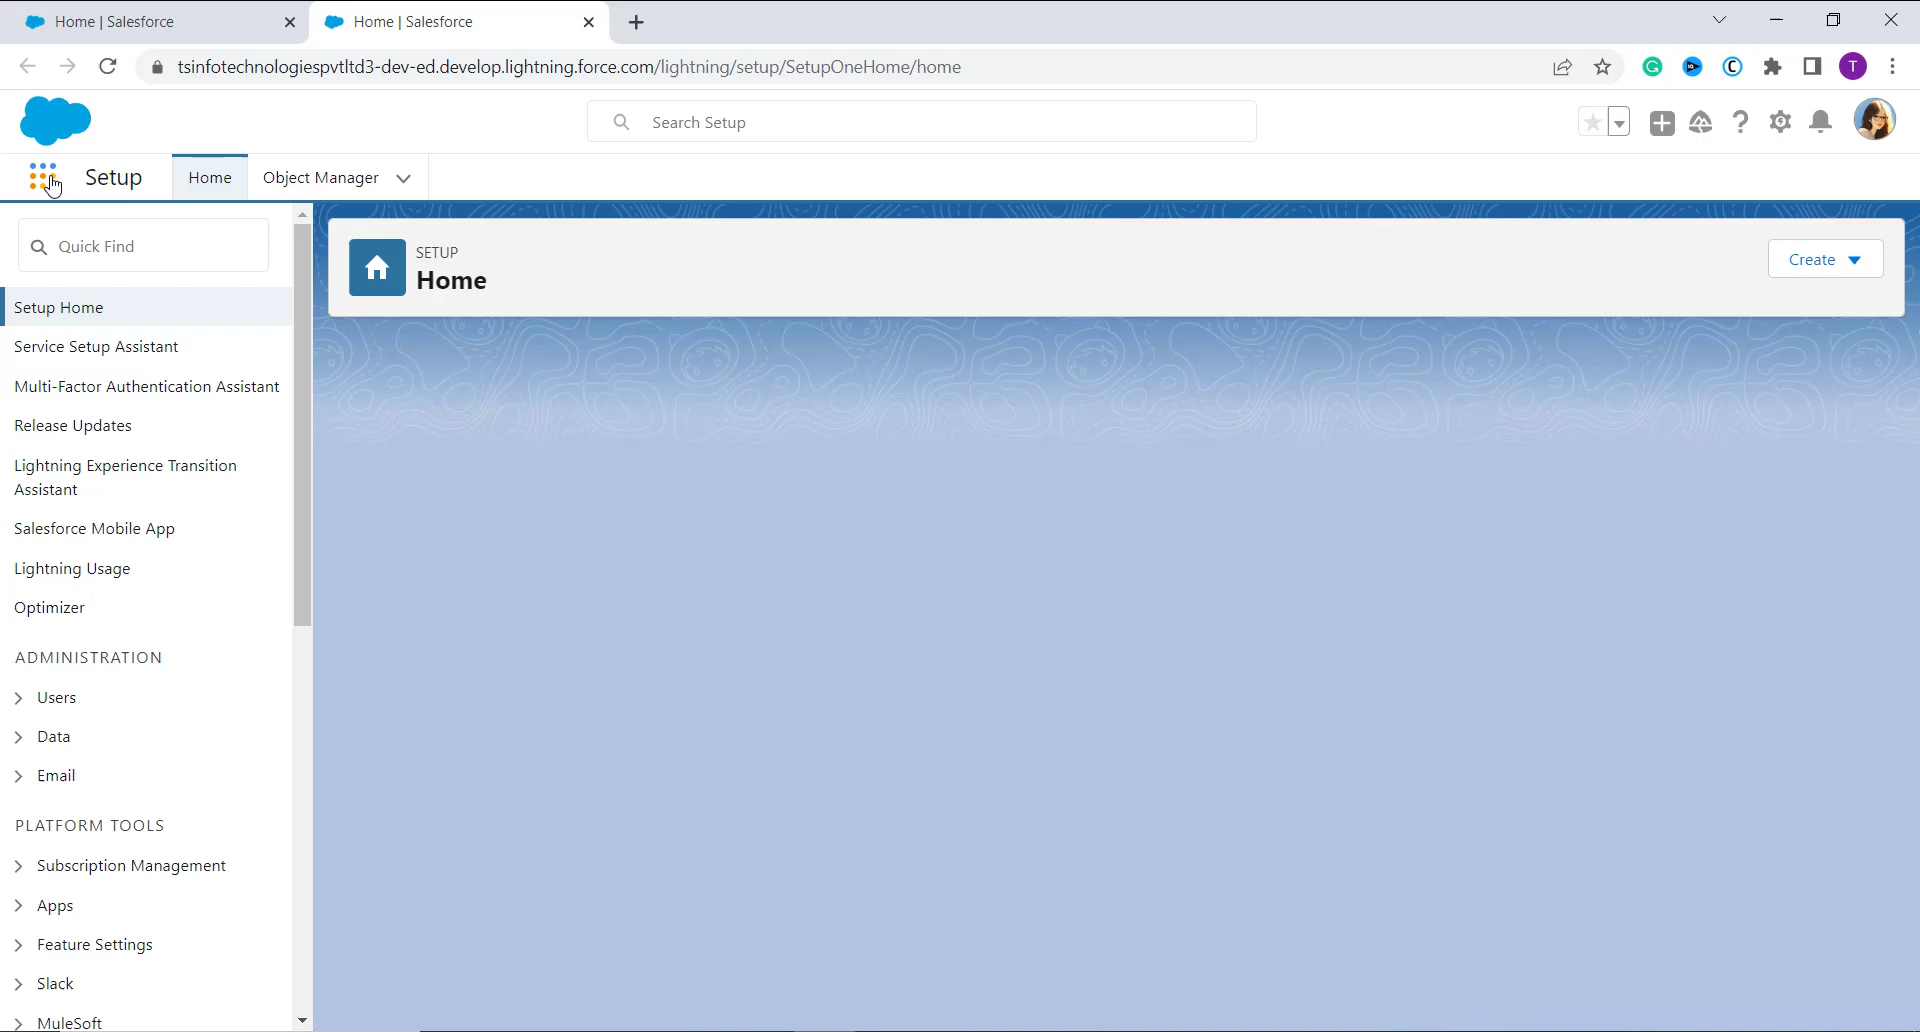 Home | Salesforce
Home | Salesforce
tsinfotechnologiespvtltd3-dev-ed.develop.lightning.force.com/lightning/setup/SetupOneHome/home
T
Search Setup
Setup
Home
Object Manager
Quick Find
Setup Home
Service Setup Assistant
Multi-Factor Authentication Assistant
Release Updates
Lightning Experience Transition
Assistant
Salesforce Mobile App
Lightning Usage
Optimizer
ADMINISTRATION
Users
Data
Email
PLATFORM TOOLS
Subscription Management
Apps
Feature Settings
Slack
MuleSoft
SETUP
Home
Create